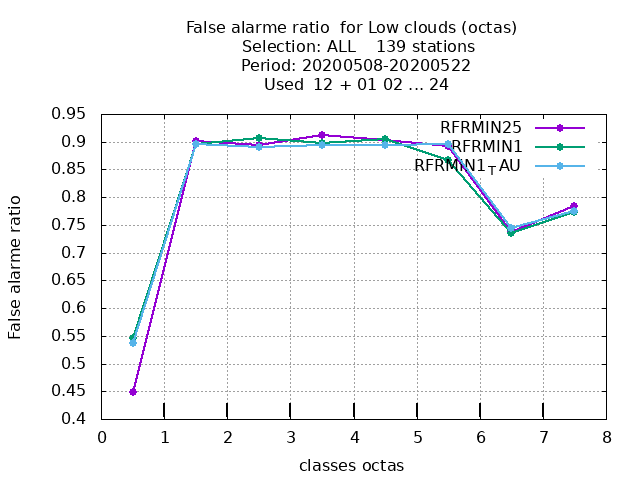 False alarme ratio  for Low clouds (octas)
Selection: ALL    139 stations
Period: 20200508-20200522
Used  12 + 01 02 ... 24
0.95
0.9
0.85
0.8
0.75
0.7
0.65
0.6
0.55
0.5
0.45
0.4
False alarme ratio
RFRMIN25
RFRMIN1
RFRMIN1TAU
0 1 2 3 4 5 6 7 8
classes octas